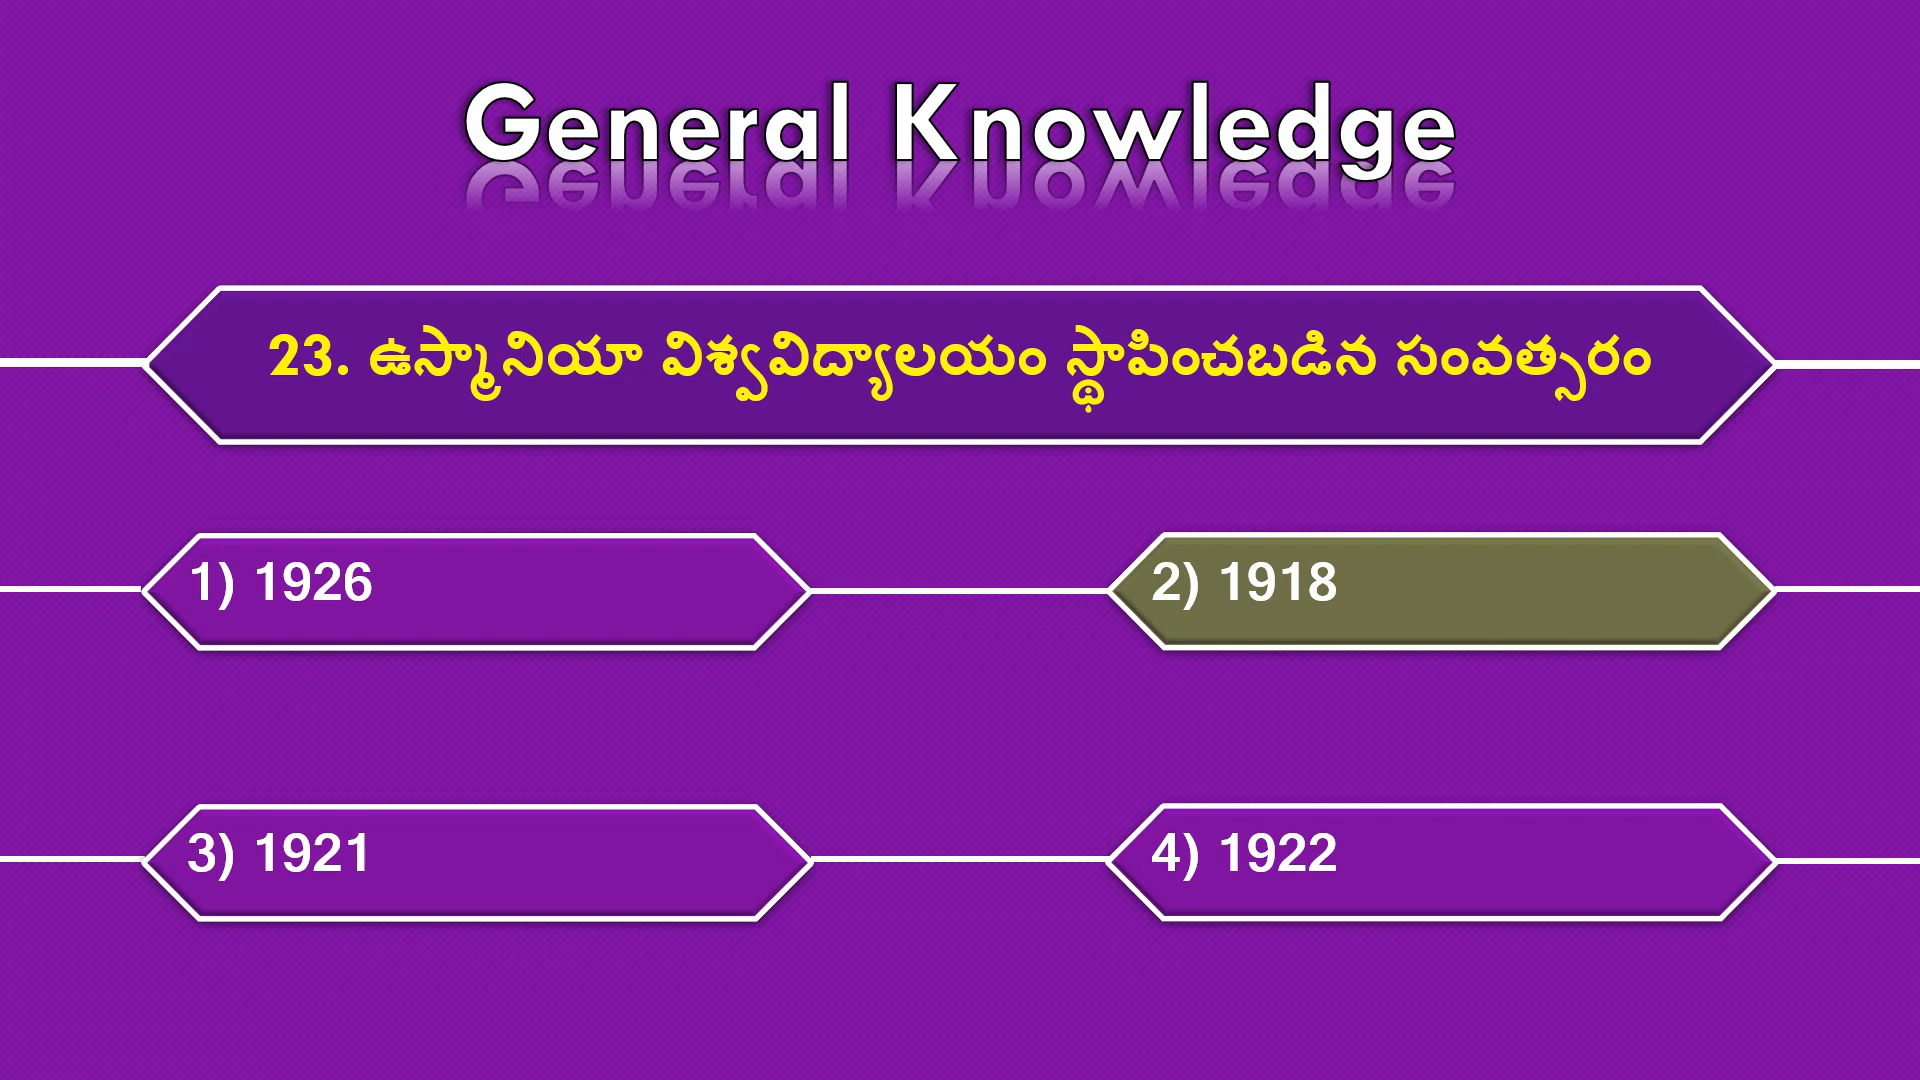 General Knowledge
23. ఉస్మానియా విశ్వవిద్యాలయం స్థాపించబడిన సంవత్సరం
1) 1926
2) 1918
3) 1921
4) 1922